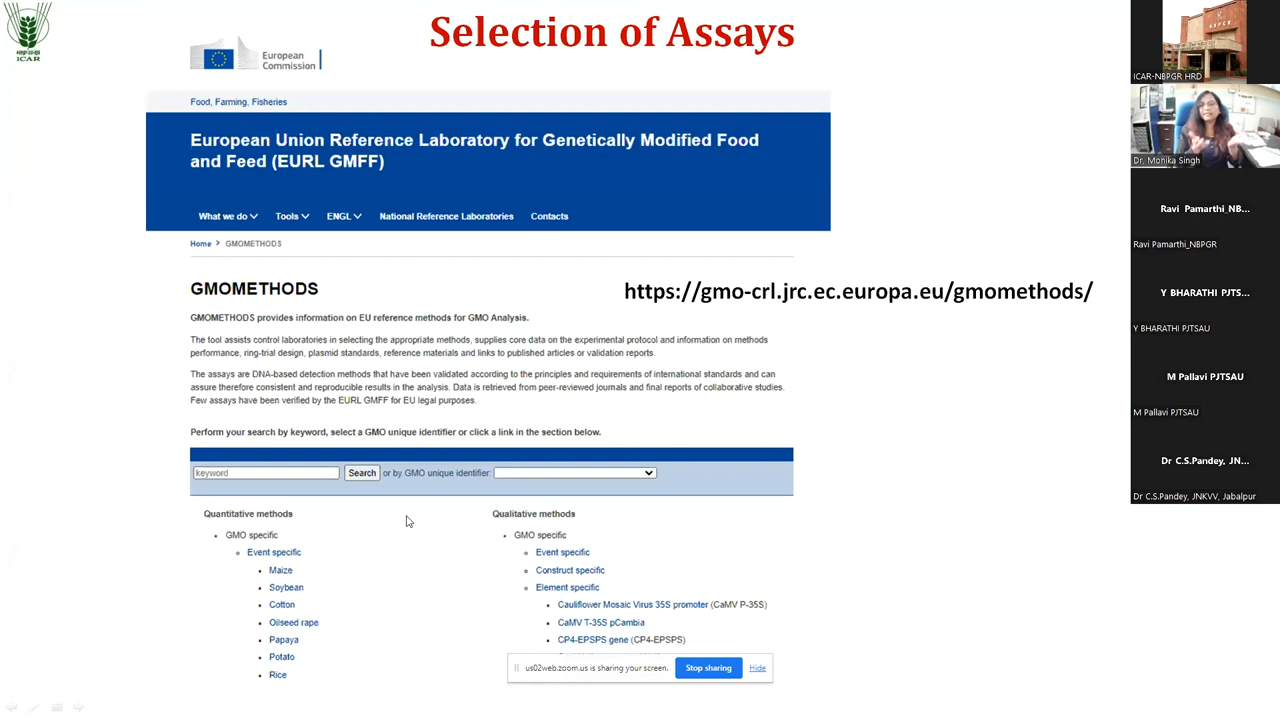 ICAR
Selection of Assays
European
Commission
Food, Farming, Fisheries
European Union Reference Laboratory for Genetically Modified Food
and Feed (EURL GMFF)
What we do
Tools
ENGL
National Reference Laboratories
Contacts
Home > GMOMETHODS
GMOMETHODS
https://gmo-crl.jrc.ec.europa.eu/gmomethods/
GMOMETHODS provides information on EU reference methods for GMO Analysis.
The tool assists control laboratories in selecting the appropriate methods, supplies core data on the experimental protocol and information on methods
performance, ring-trial design, plasmid standards, reference materials and links to published articles or validation reports.
The assays are DNA-based detection methods that have been validated according to the principles and requirements of international standards and can
assure therefore consistent and reproducible results in the analysis. Data is retrieved from peer-reviewed journals and final reports of collaborative studies.
Few assays have been verified by the EURL GMFF for EU legal purposes.
Perform your search by keyword, select a GMO unique identifier or click a link in the section below.
keyword
Search
or by GMO unique identifier:
Quantitative methods
GMO specific
Event specific
Maize
Soybean
Cotton
Oilseed rape
Papaya
Potato
Rice
Qualitative methods
GMO specific
Event specific
Construct specific
Element specific
Cauliflower Mosaic Virus 35S promoter (CaMV P-35S)
CaMV T-35S pCambia
CP4-EPSPS gene (CP4-EPSPS)
us02web.zoom.us is sharing your screen.
Stop sharing
Hide
ICAR-NBPGR HRD
Dr. Monika Singh
Ravi Pamarthi_NB...
Ravi Pamarthi_NBPGR
Y BHARATHI PJTS...
Y BHARATHI PJTSAU
M Pallavi PJTSAU
M Pallavi PJTSAU
Dr C.S.Pandey, JN...
Dr C.S.Pandey, JNKVV, Jabalpur